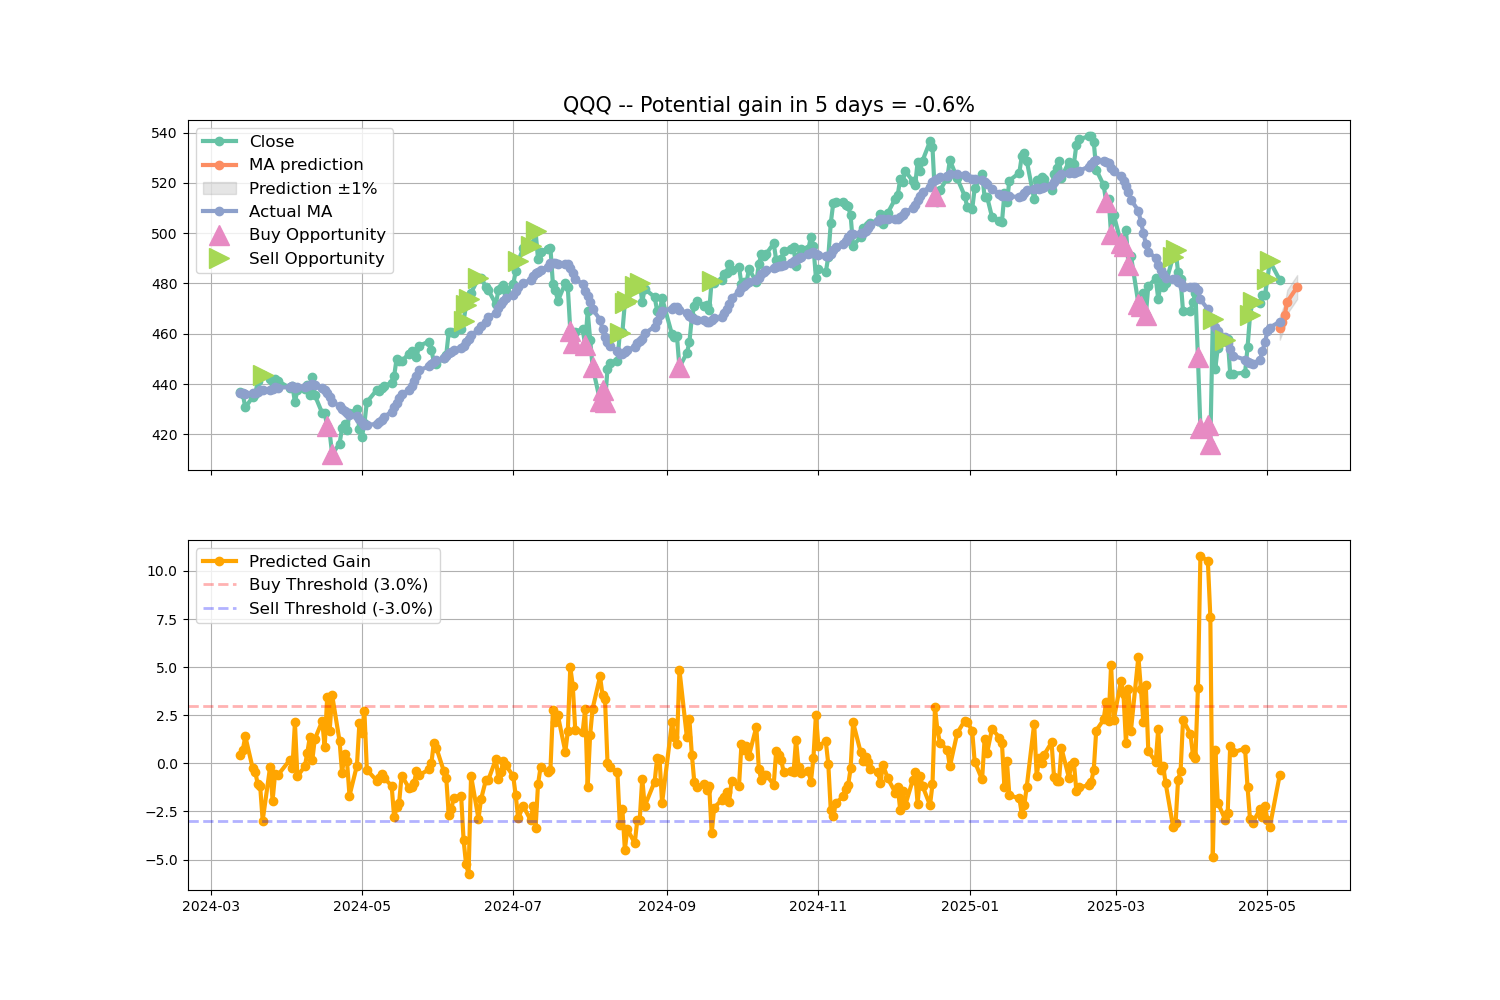 QQQ -- Potential gain in 5 days = -0.6%
540
520
500
480
460
440
420
Close
MA prediction
Prediction ±1%
Actual MA
Buy Opportunity
Sell Opportunity
10.0
7.5
5.0
2.5
0.0
−2.5
−5.0
Predicted Gain
Buy Threshold (3.0%)
Sell Threshold (-3.0%)
2024-03 2024-05 2024-07 2024-09 2024-11 2025-01 2025-03 2025-05